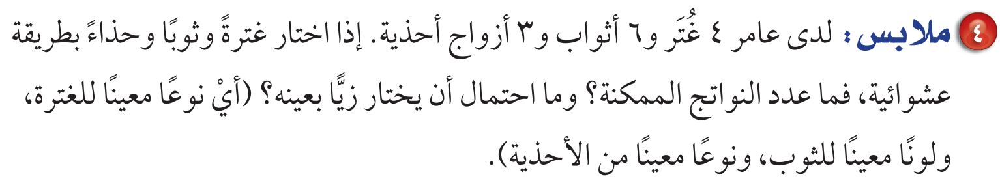 ٤ ملابس: لدى عامر ٤ غُتَر و٦ أثواب و٣ أزواج أحذية. إذا اختار غترةً وثوبًا وحذاءً بطريقة
عشوائية، فما عدد النواتج الممكنة؟ وما احتمال أن يختار زيًّا بعينه؟ (أيْ نوعًا معينًا للغترة،
ولونًا معينًا للثوب، ونوعًا معينًا من الأحذية).